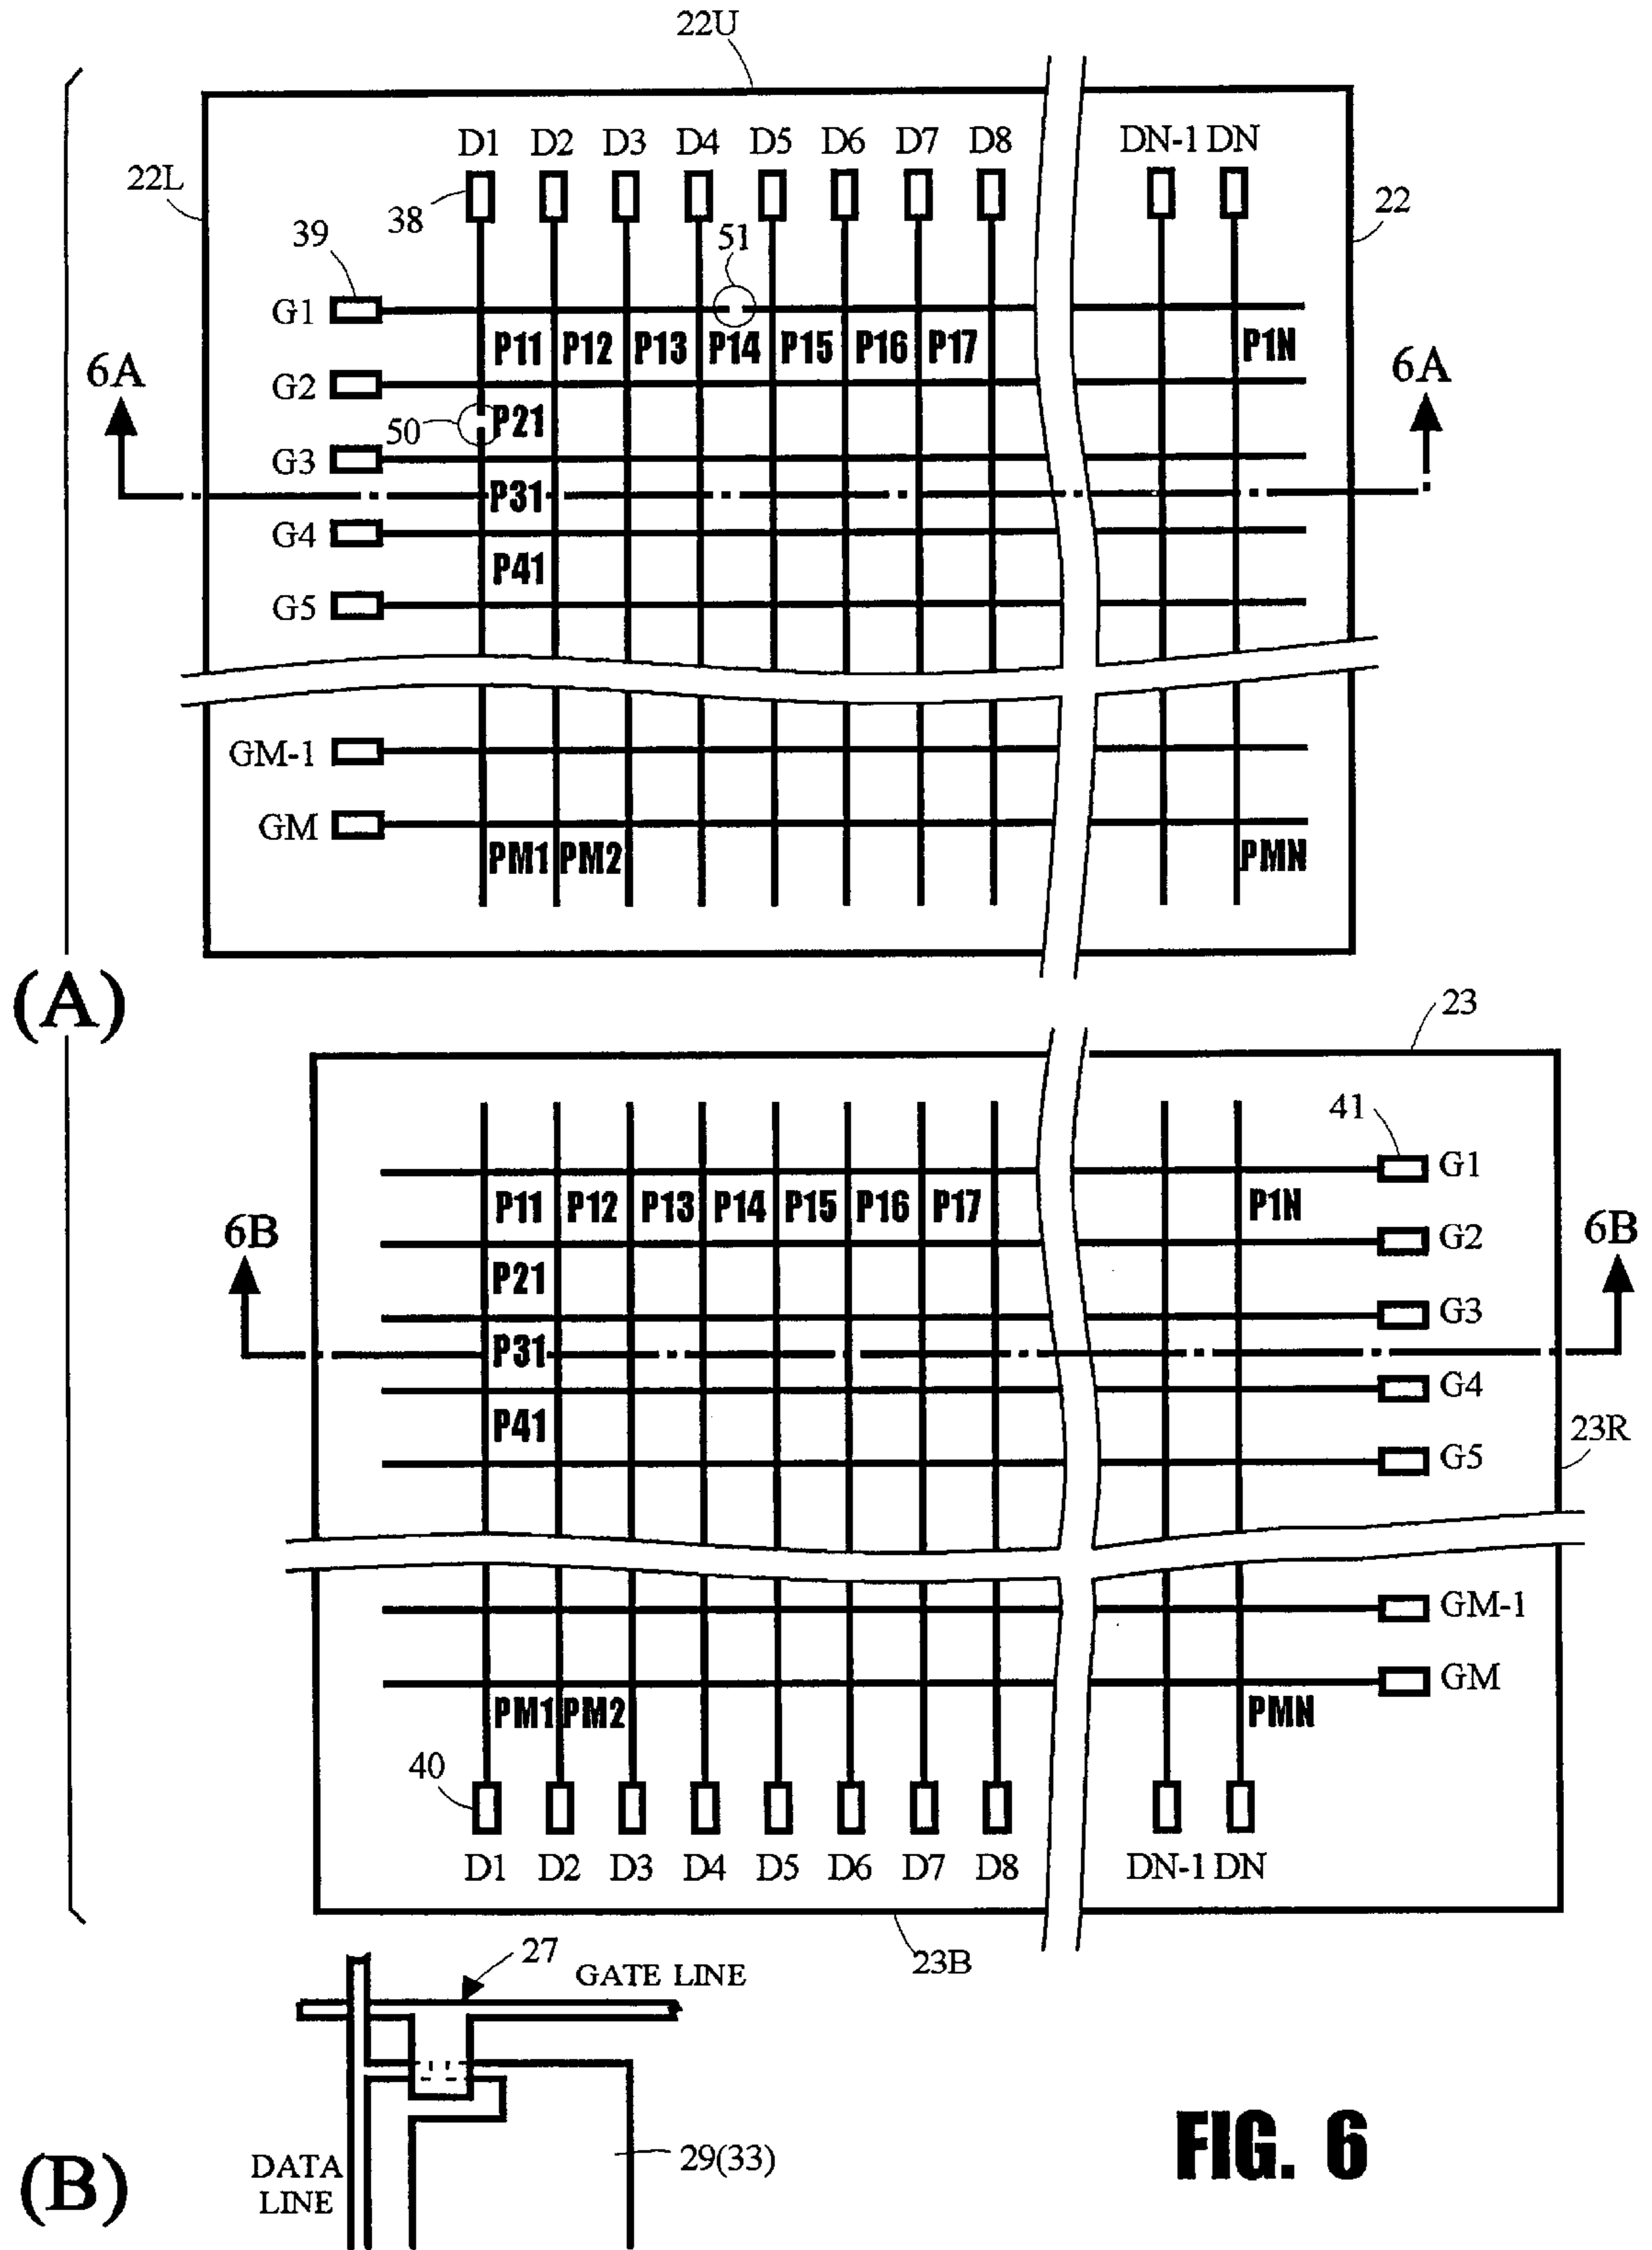 22U
D1 D2 D3 D4 D5 D6 D7 D8 DN-1 DN
22L
38
22
39
51
G1
P11 P12 P13 P14 P15 P16 P17 P1N
6A 6A
G2
P21
50
G3
P31
G4
P41
G5
GM-1
GM
PM1 PM2 PMN
(A)
23
41
G1
P11 P12 P13 P14 P15 P16 P17 P1N
6B 6B
G2
P21
G3
P31
G4
P41
23R
G5
GM-1
GM
PM1 PM2 PMN
40
D1 D2 D3 D4 D5 D6 D7 D8 DN-1 DN
23B
27
GATE LINE
(B)
DATA
LINE
29(33)
FIG. 6